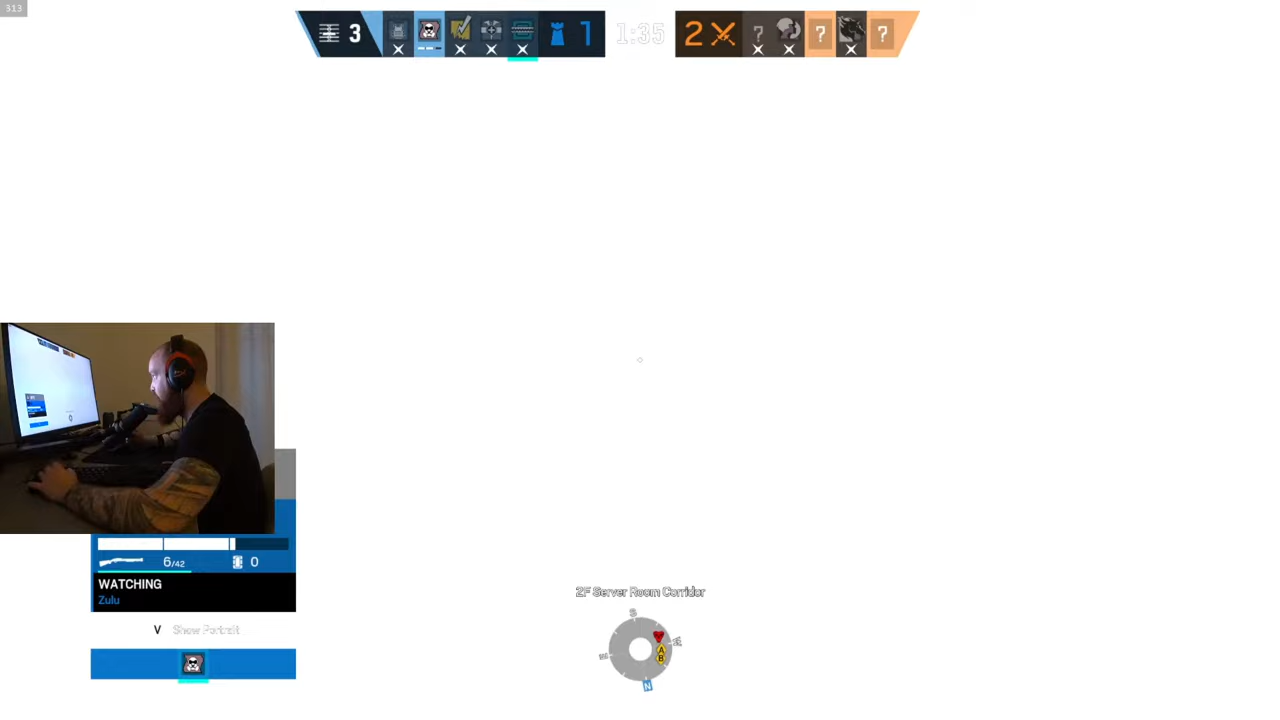 313
3
1
1:35
2
?
?
?
6/42
0
WATCHING
Zulu
V Show Portrait
2F Server Room Corridor
S
A
B
N